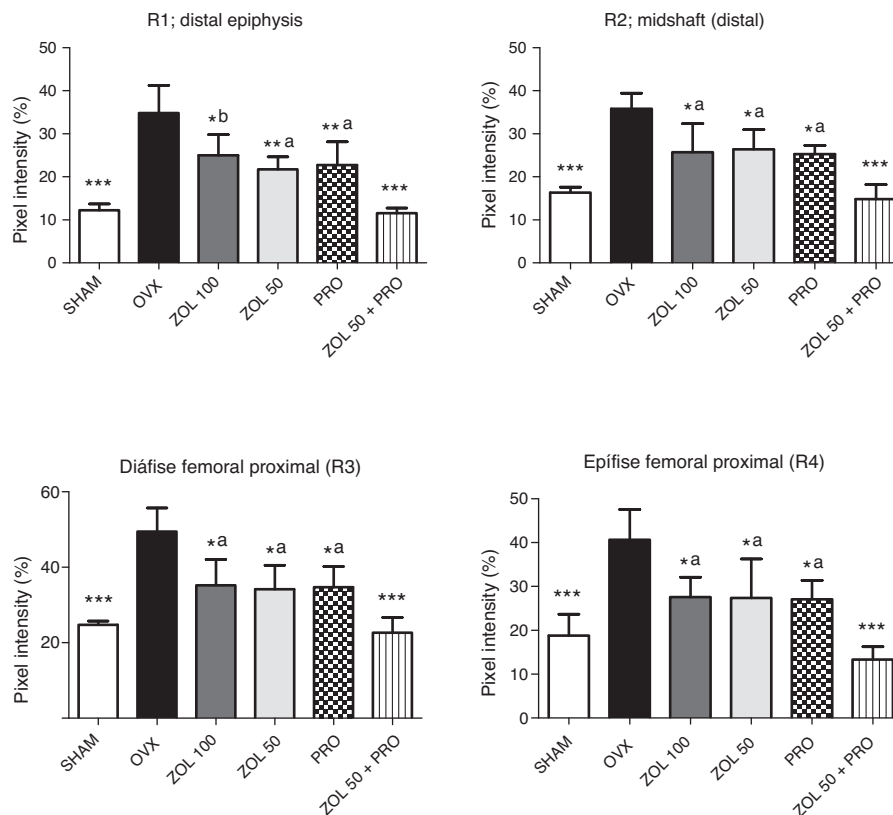 R1; distal epiphysis
Pixel intensity (%)
50
40
30
20
10
0
***
*b
**a
**a
***
SHAM
OVX
ZOL 100
ZOL 50
PRO
ZOL 50 + PRO
R2; midshaft (distal)
Pixel intensity (%)
50
40
30
20
10
0
***
*a
*a
*a
***
SHAM
OVX
ZOL 100
ZOL 50
PRO
ZOL 50 + PRO
Diáfise femoral proximal (R3)
Pixel intensity (%)
60
40
20
***
*a
*a
*a
***
SHAM
OVX
ZOL 100
ZOL 50
PRO
ZOL 50 + PRO
Epífise femoral proximal (R4)
Pixel intensity (%)
50
40
30
20
10
0
***
*a
*a
*a
***
SHAM
OVX
ZOL 100
ZOL 50
PRO
ZOL 50 + PRO